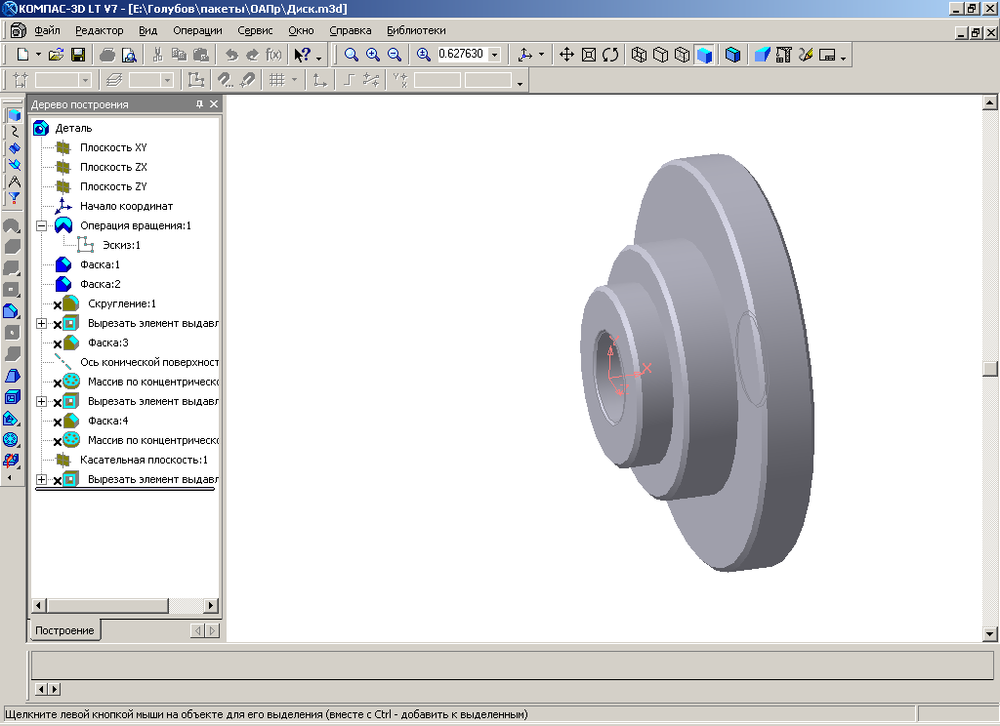 КОМПАС-3D LT V7 - [E:\Голубов\пакеты\ОАПр\Диск.m3d]
Файл Редактор Вид Операции Сервис Окно Справка Библиотеки
f(x) 0.627630
Дерево построения
Деталь
Плоскость XY
Плоскость ZX
Плоскость ZY
Начало координат
Операция вращения:1
Эскиз:1
Фаска:1
Фаска:2
Скругление:1
Вырезать элемент выдавл
Фаска:3
Ось конической поверхност
Массив по концентрическо
Вырезать элемент выдавл
Фаска:4
Массив по концентрическо
Касательная плоскость:1
Вырезать элемент выдавл
X
Построение
Щелкните левой кнопкой мыши на объекте для его выделения (вместе с Ctrl - добавить к выделенным)